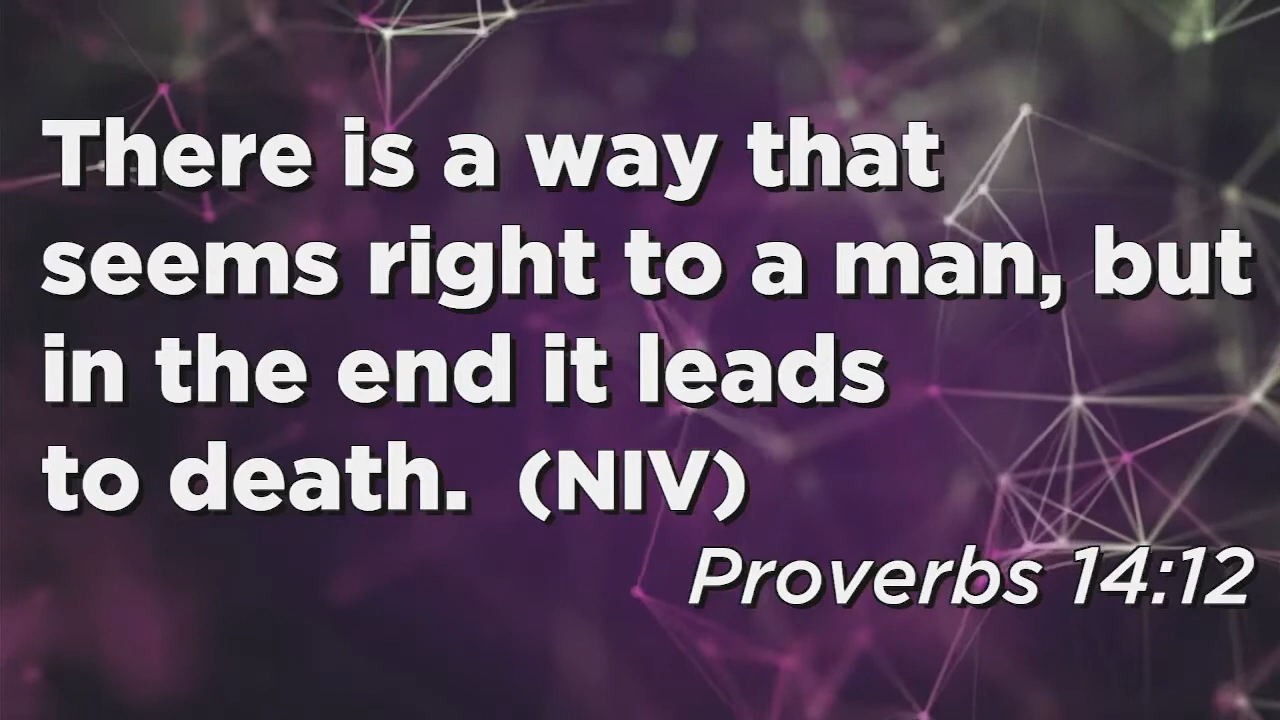 There is a way that
seems right to a man, but
in the end it leads
to death. (NIV)
Proverbs 14:12